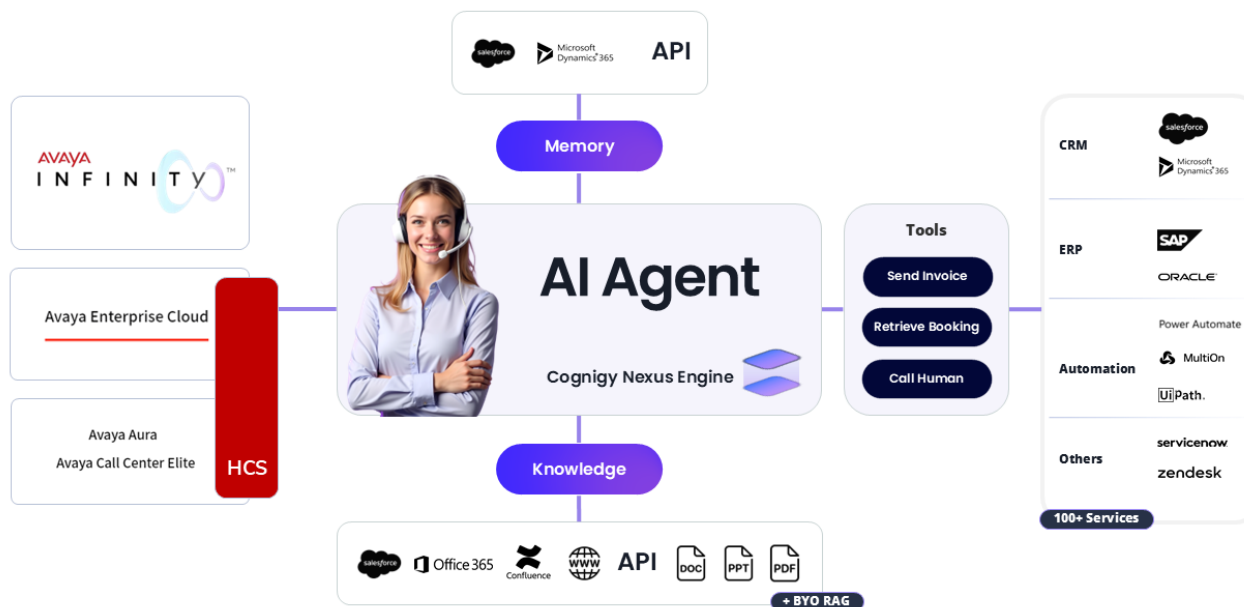 salesforce
Microsoft
Dynamics 365
API
Memory
AVAYA
INFINITY™
Avaya Enterprise Cloud
Avaya Aura
Avaya Call Center Elite
HCS
AI Agent
Cognigy Nexus Engine
Tools
Send Invoice
Retrieve Booking
Call Human
CRM
salesforce
Microsoft
Dynamics 365
ERP
SAP
ORACLE
Automation
Power Automate
MultiOn
UiPath.
Others
servicenow
zendesk
100+ Services
Knowledge
salesforce
Office 365
Confluence
WWW
API
DOC
PPT
PDF
+ BYO RAG